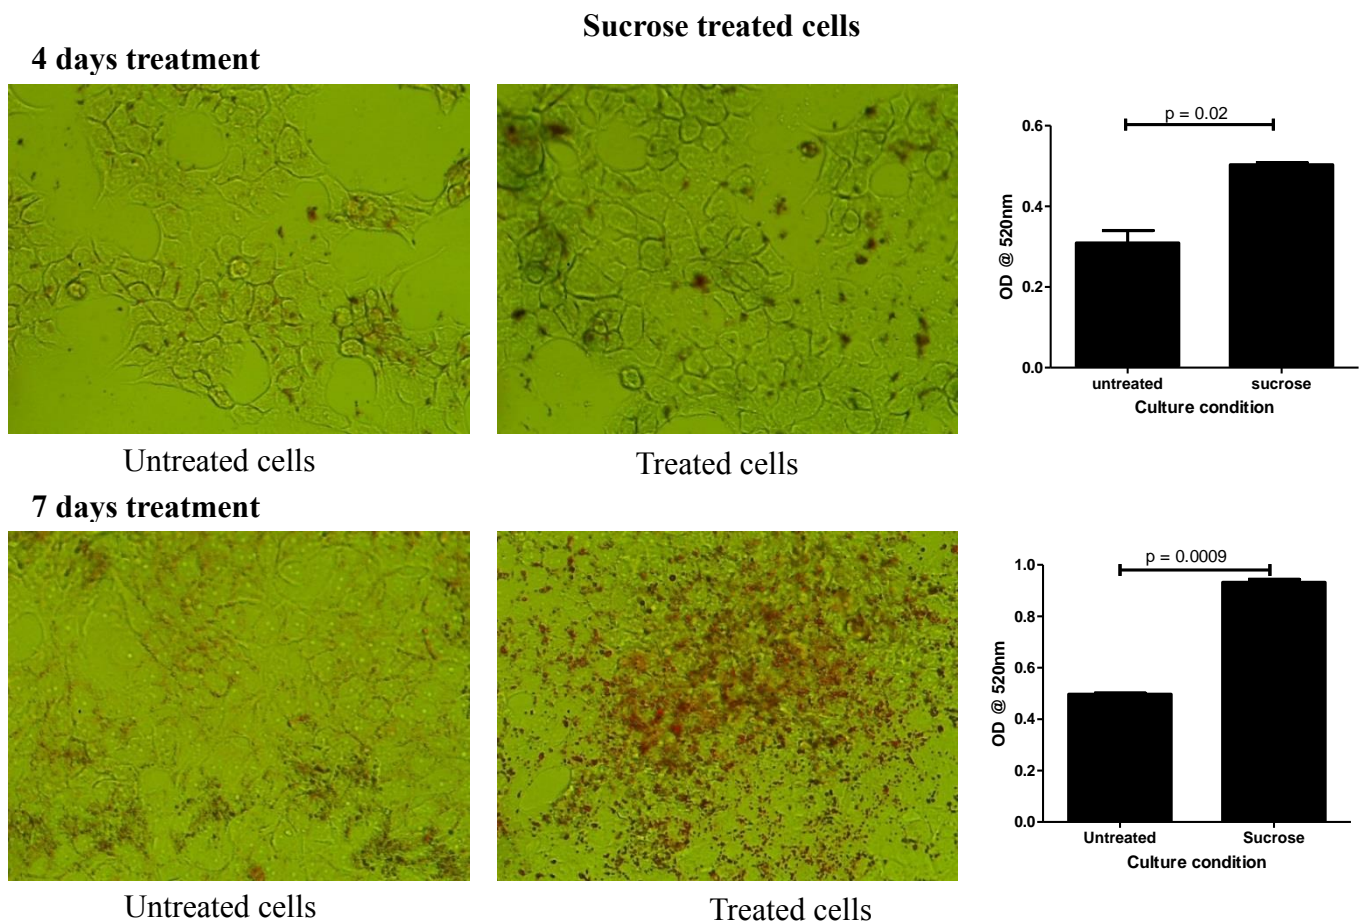 Sucrose treated cells
4 days treatment
p = 0.02
0.6
0.4
0.2
0.0
OD @ 520nm
untreated sucrose
Culture condition
Untreated cells
Treated cells
7 days treatment
p = 0.0009
1.0
0.8
0.6
0.4
0.2
0.0
OD @ 520nm
Untreated Sucrose
Culture condition
Untreated cells
Treated cells